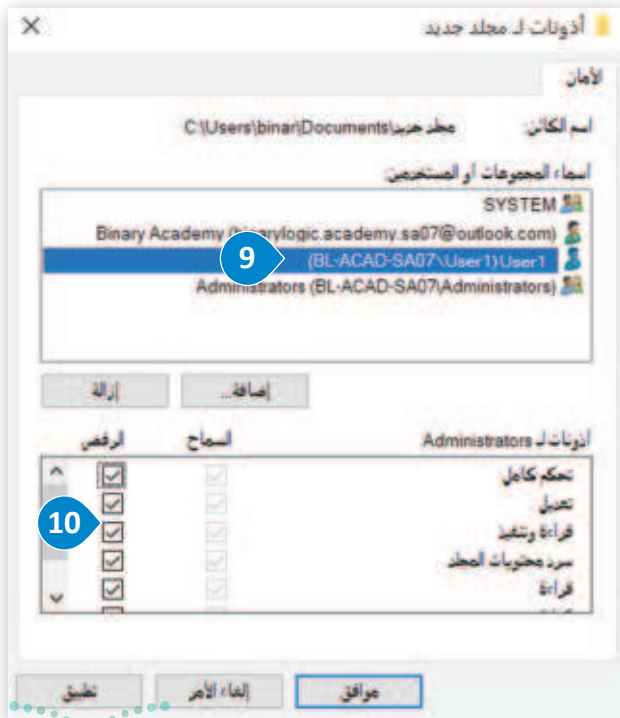 أذونات لـ مجلد جديد
الأمان
اسم الكائن: C:\Users\binar\Documents\مجلد جديد
أسماء المجموعات أو المستخدمين:
SYSTEM
Binary Academy (binarylogic.academy.sa07@outlook.com)
9
(BL-ACAD-SA07\User1) User1
Administrators (BL-ACAD-SA07\Administrators)
إضافة... إزالة
أذونات لـ Administrators السماح الرفض
تحكم كامل
تعديل
10
قراءة وتنفيذ
سرد محتويات المجلد
قراءة
موافق إلغاء الأمر تطبيق